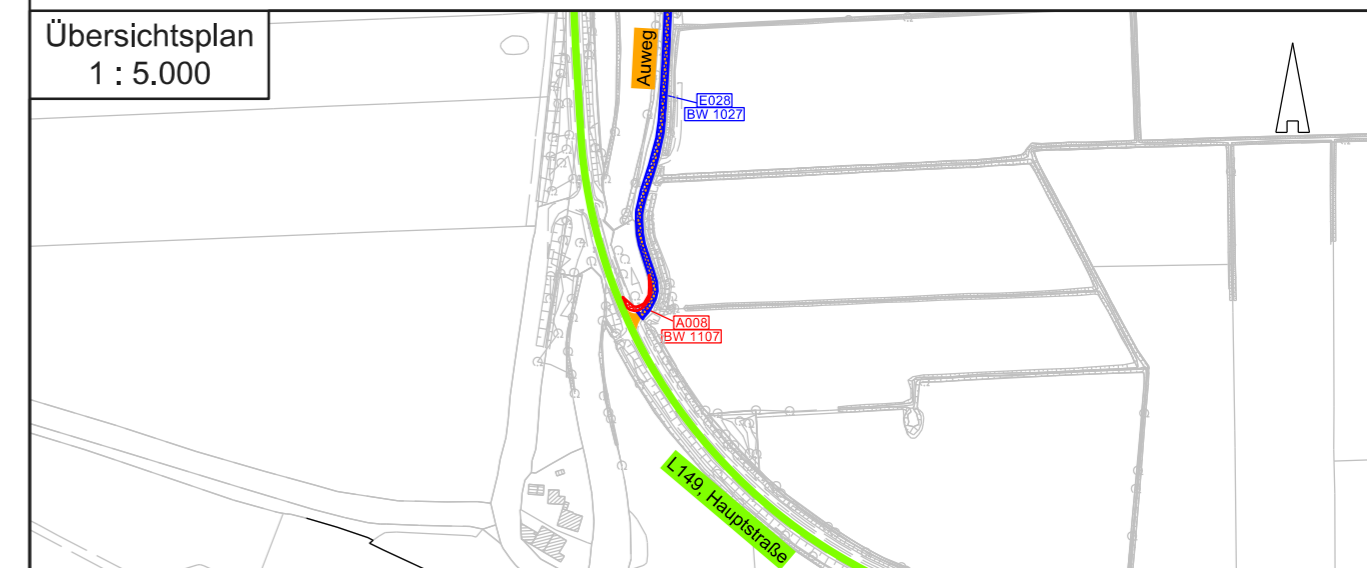 Übersichtsplan
1 : 5.000
Auweg
E028
BW 1027
A008
BW 1107
L149, Hauptstraße